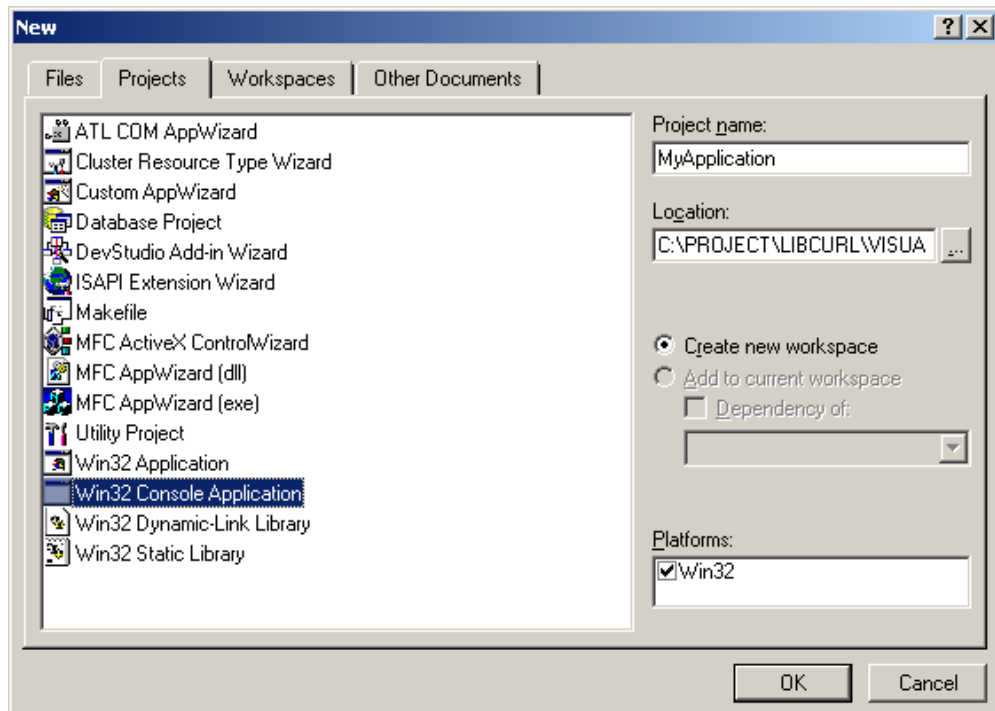 New
Files Projects Workspaces Other Documents
ATL COM AppWizard
Cluster Resource Type Wizard
Custom AppWizard
Database Project
DevStudio Add-in Wizard
ISAPI Extension Wizard
Makefile
MFC ActiveX ControlWizard
MFC AppWizard (dll)
MFC AppWizard (exe)
Utility Project
Win32 Application
Win32 Console Application
Win32 Dynamic-Link Library
Win32 Static Library
Project name:
MyApplication
Location:
C:\PROJECT\LIBCURL\VISUA ...
Create new workspace
Add to current workspace
Dependency of:
Platforms:
Win32
OK Cancel